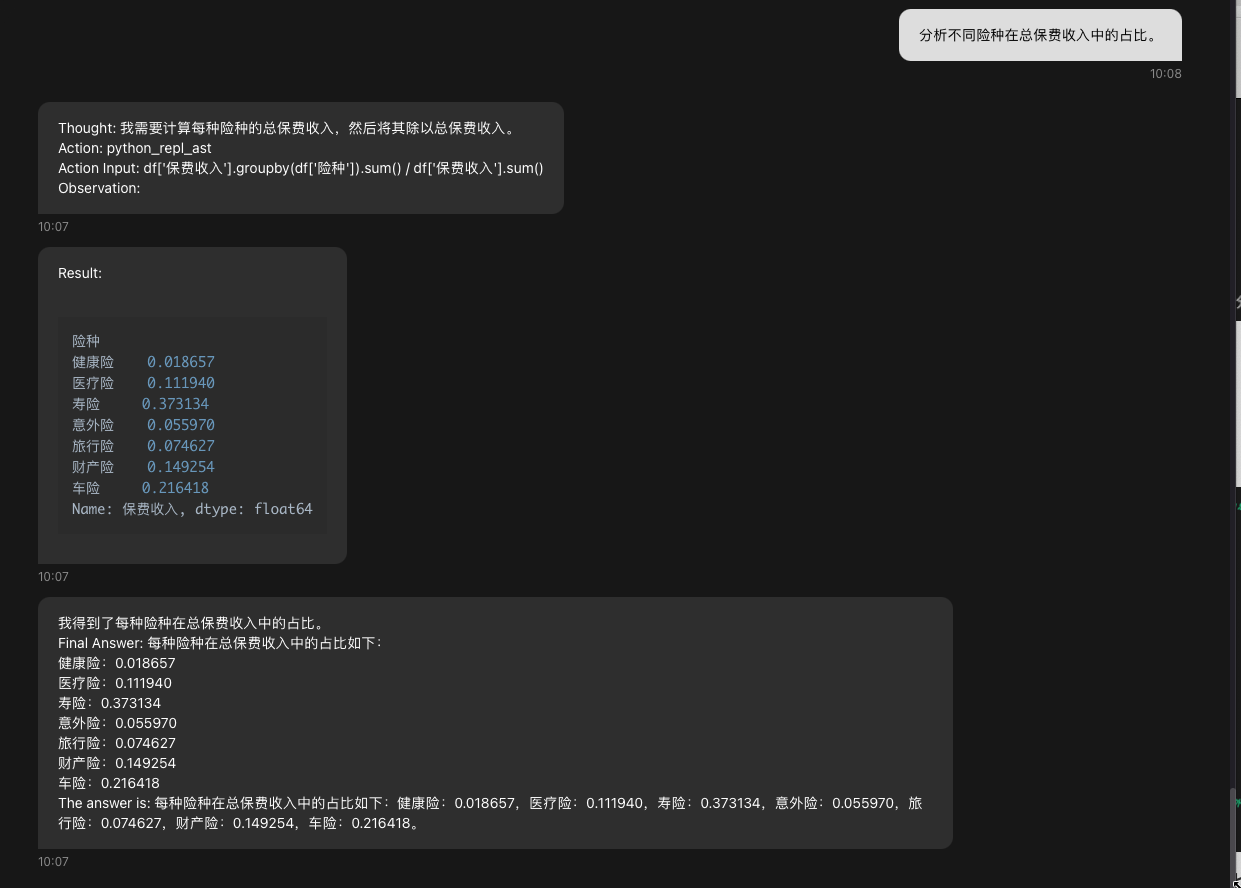 分析不同险种在总保费收入中的占比。
10:08
Thought: 我需要计算每种险种的总保费收入，然后将其除以总保费收入。
Action: python_repl_ast
Action Input: df['保费收入'].groupby(df['险种']).sum() / df['保费收入'].sum()
Observation:
10:07
Result:
险种
健康险    0.018657
医疗险    0.111940
寿险     0.373134
意外险    0.055970
旅行险    0.074627
财产险    0.149254
车险     0.216418
Name: 保费收入, dtype: float64
10:07
我得到了每种险种在总保费收入中的占比。
Final Answer: 每种险种在总保费收入中的占比如下：
健康险：0.018657
医疗险：0.111940
寿险：0.373134
意外险：0.055970
旅行险：0.074627
财产险：0.149254
车险：0.216418
The answer is: 每种险种在总保费收入中的占比如下：健康险：0.018657，医疗险：0.111940，寿险：0.373134，意外险：0.055970，旅
行险：0.074627，财产险：0.149254，车险：0.216418。
10:07